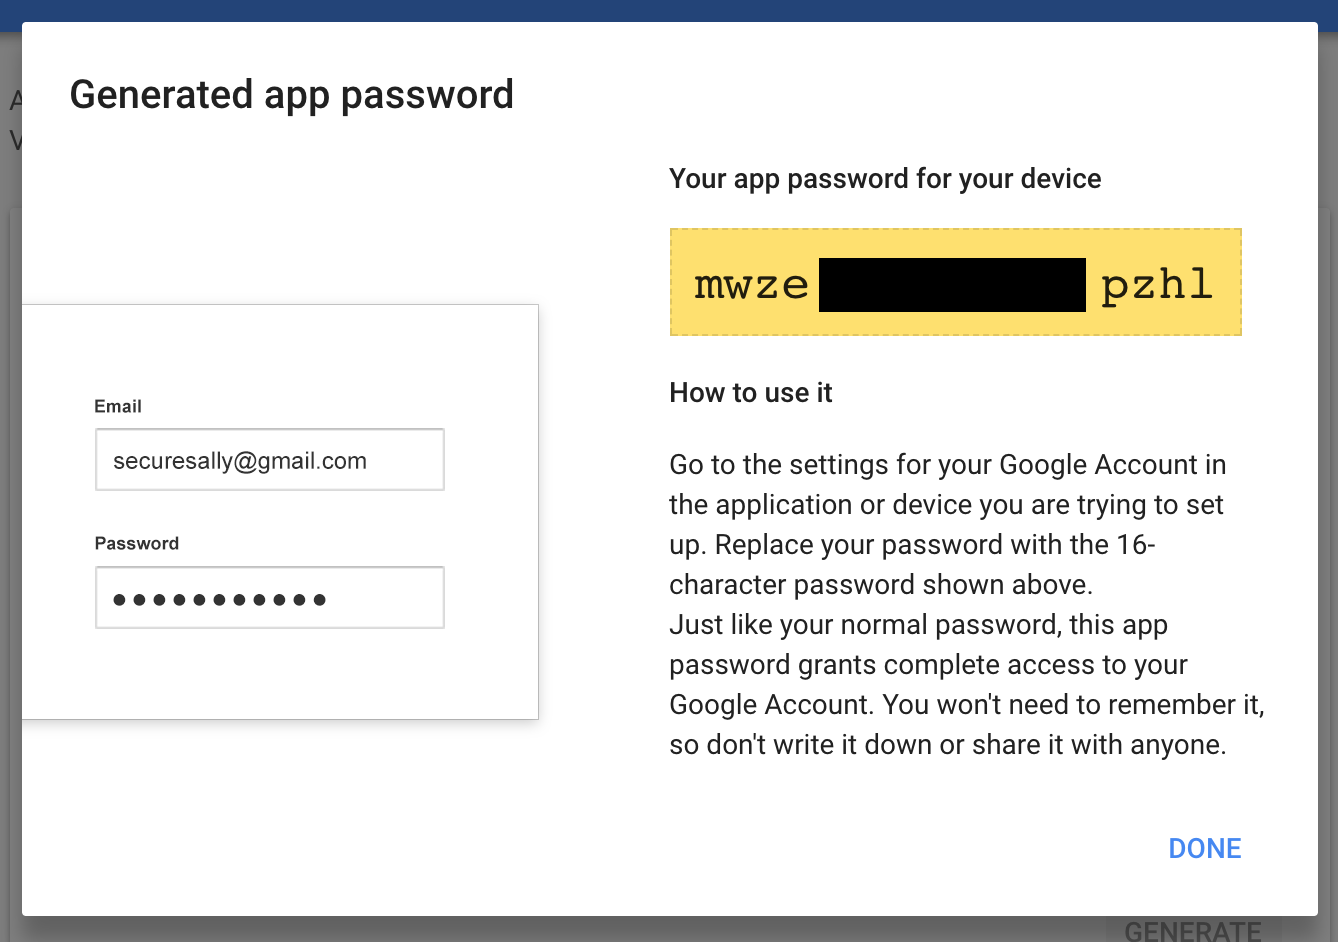 Generated app password
Your app password for your device
mwze pzhl
How to use it
Go to the settings for your Google Account in
the application or device you are trying to set
up. Replace your password with the 16-
character password shown above.
Just like your normal password, this app
password grants complete access to your
Google Account. You won't need to remember it,
so don't write it down or share it with anyone.
Email
securesally@gmail.com
Password
DONE
GENERATE